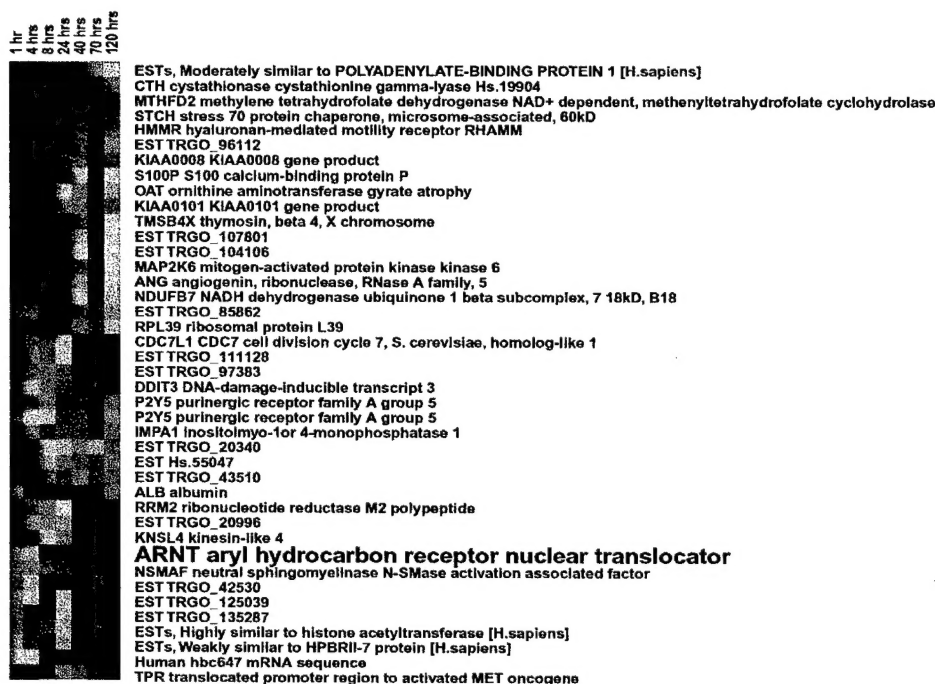 1 hr
4 hrs
8 hrs
24 hrs
40 hrs
70 hrs
120 hrs
ESTs, Moderately similar to POLYADENYLATE-BINDING PROTEIN 1 [H.sapiens]
CTH cystathionase cystathionine gamma-lyase Hs.19904
MTHFD2 methylene tetrahydrofolate dehydrogenase NAD+ dependent, methenyltetrahydrofolate cyclohydrolase
STCH stress 70 protein chaperone, microsome-associated, 60kD
HMMR hyaluronan-mediated motility receptor RHAMM
EST TRGO_96112
KIAA0008 KIAA0008 gene product
S100P S100 calcium-binding protein P
OAT ornithine aminotransferase gyrate atrophy
KIAA0101 KIAA0101 gene product
TMSB4X thymosin, beta 4, X chromosome
EST TRGO_107801
EST TRGO_104106
MAP2K6 mitogen-activated protein kinase kinase 6
ANG angiogenin, ribonuclease, RNase A family, 5
NDUFB7 NADH dehydrogenase ubiquinone 1 beta subcomplex, 7 18kD, B18
EST TRGO_85862
RPL39 ribosomal protein L39
CDC7L1 CDC7 cell division cycle 7, S. cerevisiae, homolog-like 1
EST TRGO_111128
EST TRGO_97383
DDIT3 DNA-damage-inducible transcript 3
P2Y5 purinergic receptor family A group 5
P2Y5 purinergic receptor family A group 5
IMPA1 inositolmyo-1or 4-monophosphatase 1
EST TRGO_20340
EST Hs.55047
EST TRGO_43510
ALB albumin
RRM2 ribonucleotide reductase M2 polypeptide
EST TRGO_20996
KNSL4 kinesin-like 4
ARNT aryl hydrocarbon receptor nuclear translocator
NSMAF neutral sphingomyelinase N-SMase activation associated factor
EST TRGO_42530
EST TRGO_125039
EST TRGO_135287
ESTs, Highly similar to histone acetyltransferase [H.sapiens]
ESTs, Weakly similar to HPBRII-7 protein [H.sapiens]
Human hbc647 mRNA sequence
TPR translocated promoter region to activated MET oncogene